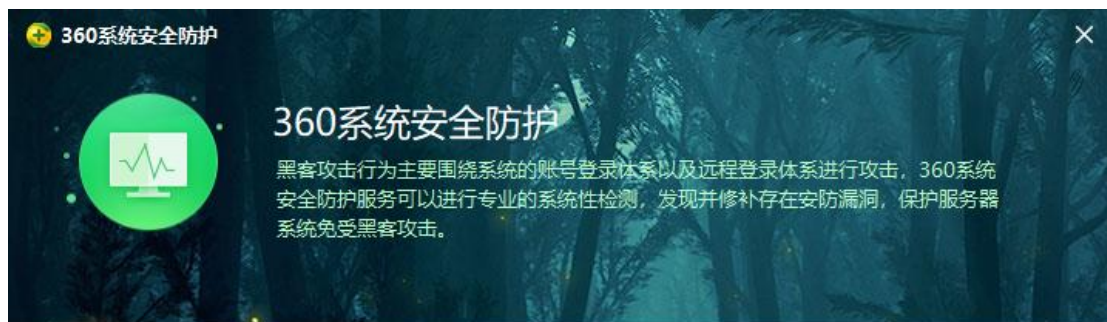 360系统安全防护
360系统安全防护
黑客攻击行为主要围绕系统的账号登录体系以及远程登录体系进行攻击，360系统
安全防护服务可以进行专业的系统性检测，发现并修补存在安防漏洞，保护服务器
系统免受黑客攻击。